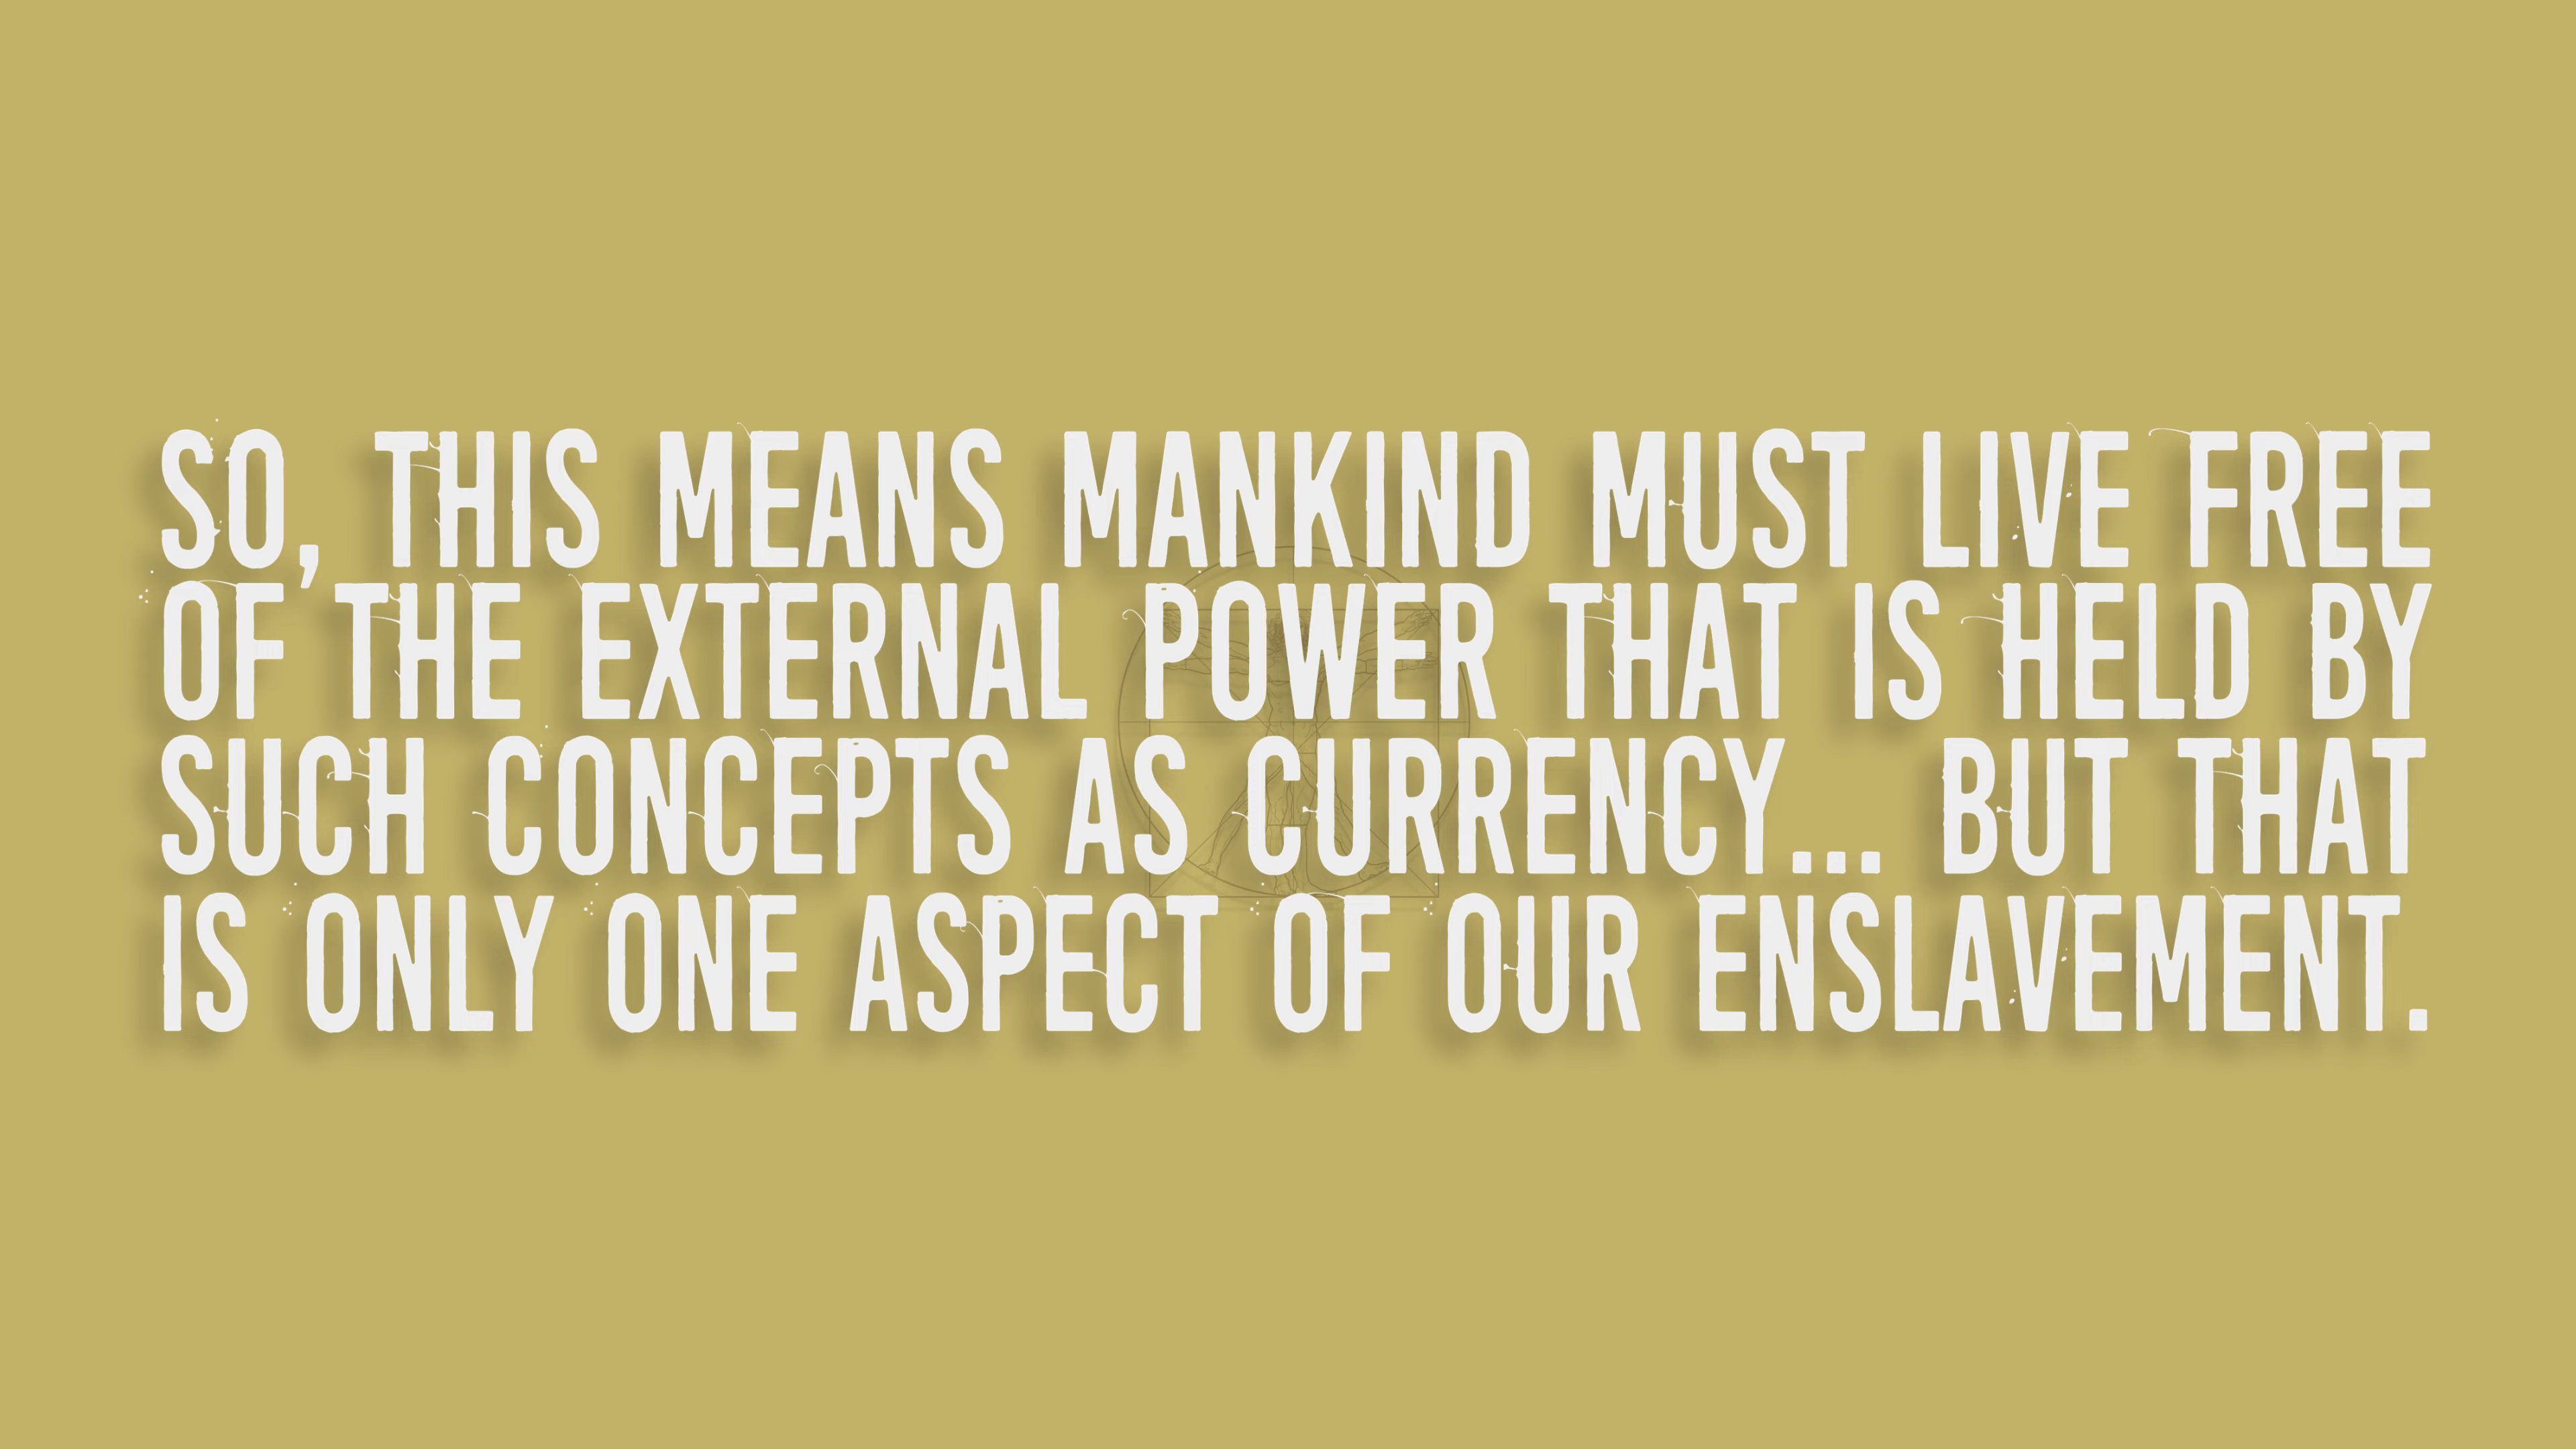 SO, THIS MEANS MANKIND MUST LIVE FREE
OF THE EXTERNAL POWER THAT IS HELD BY
SUCH CONCEPTS AS CURRENCY... BUT THAT
IS ONLY ONE ASPECT OF OUR ENSLAVEMENT.